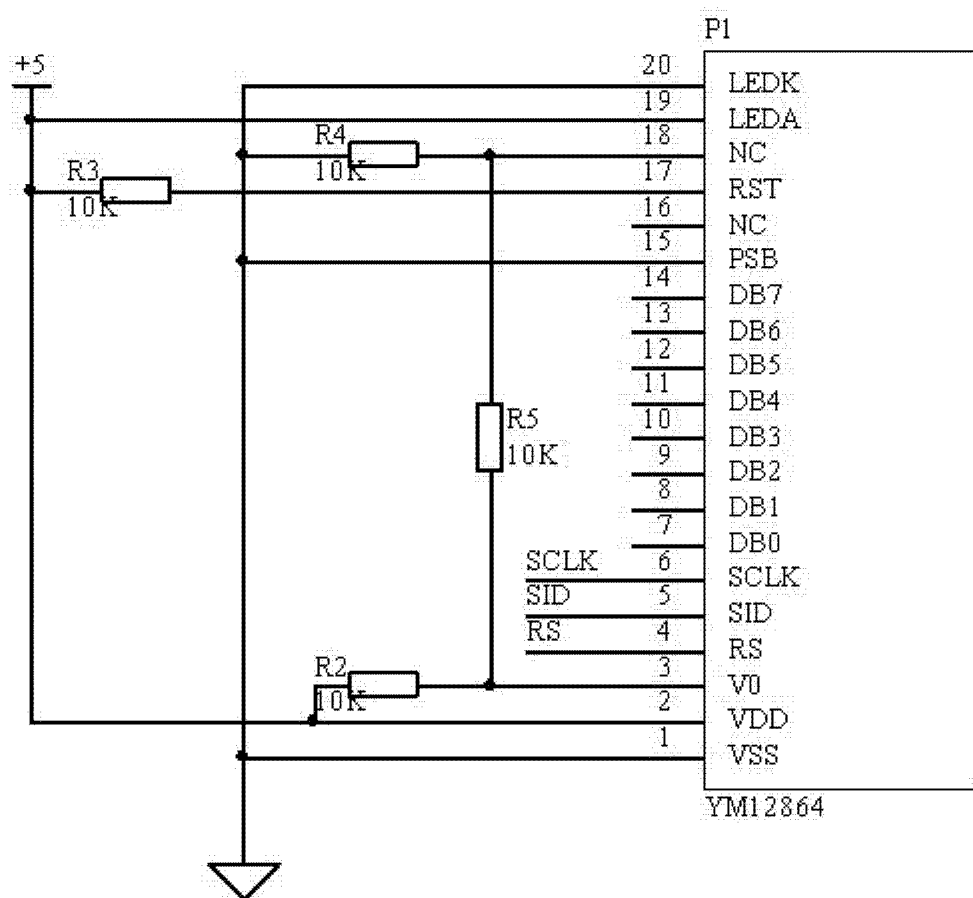 P1
+5
20 LEDK
19 LEDA
R4
10K
18 NC
R3
10K
17 RST
16 NC
15 PSB
14 DB7
13 DB6
12 DB5
11 DB4
10 DB3
R5
10K
9 DB2
8 DB1
7 DB0
SCLK 6 SCLK
SID 5 SID
RS 4 RS
R2
10K
3 V0
2 VDD
1 VSS
YM12864